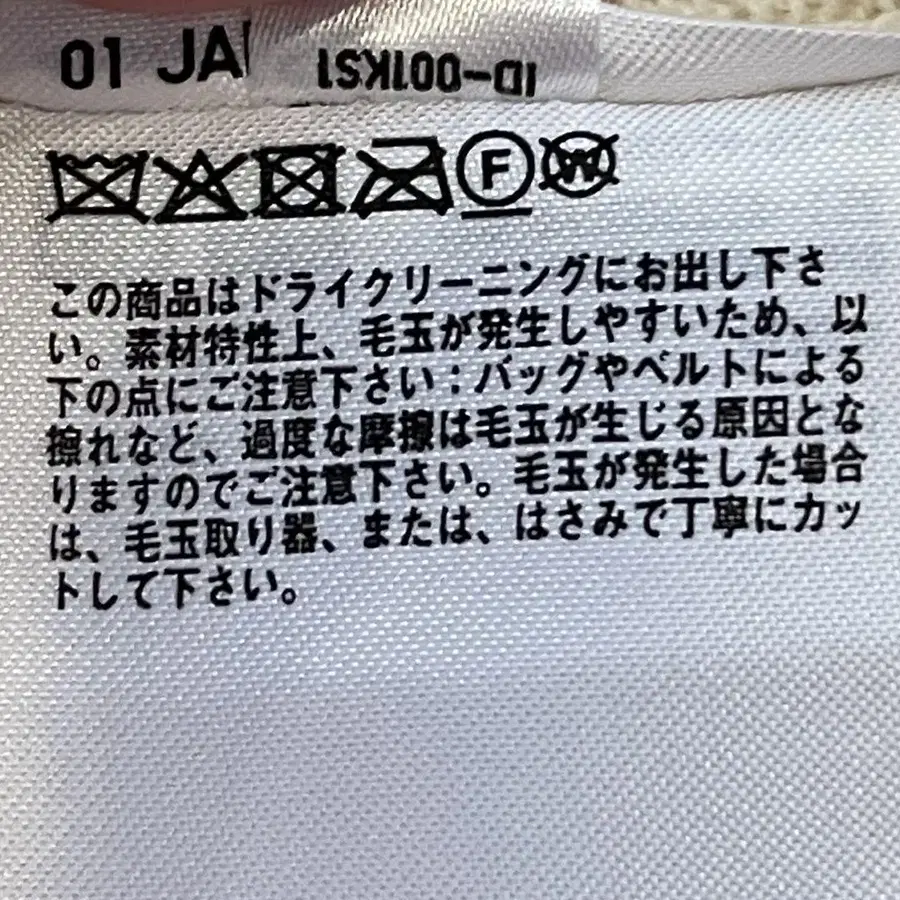 01 JA
ID-001KS1
F W
この商品はドライクリーニングにお出し下さ
い。素材特性上、毛玉が発生しやすいため、以
下の点にご注意下さい:バッグやベルトによる
擦れなど、過度な摩擦は毛玉が生じる原因とな
りますのでご注意下さい。毛玉が発生した場合
は、毛玉取り器、または、はさみで丁寧にカッ
トして下さい。